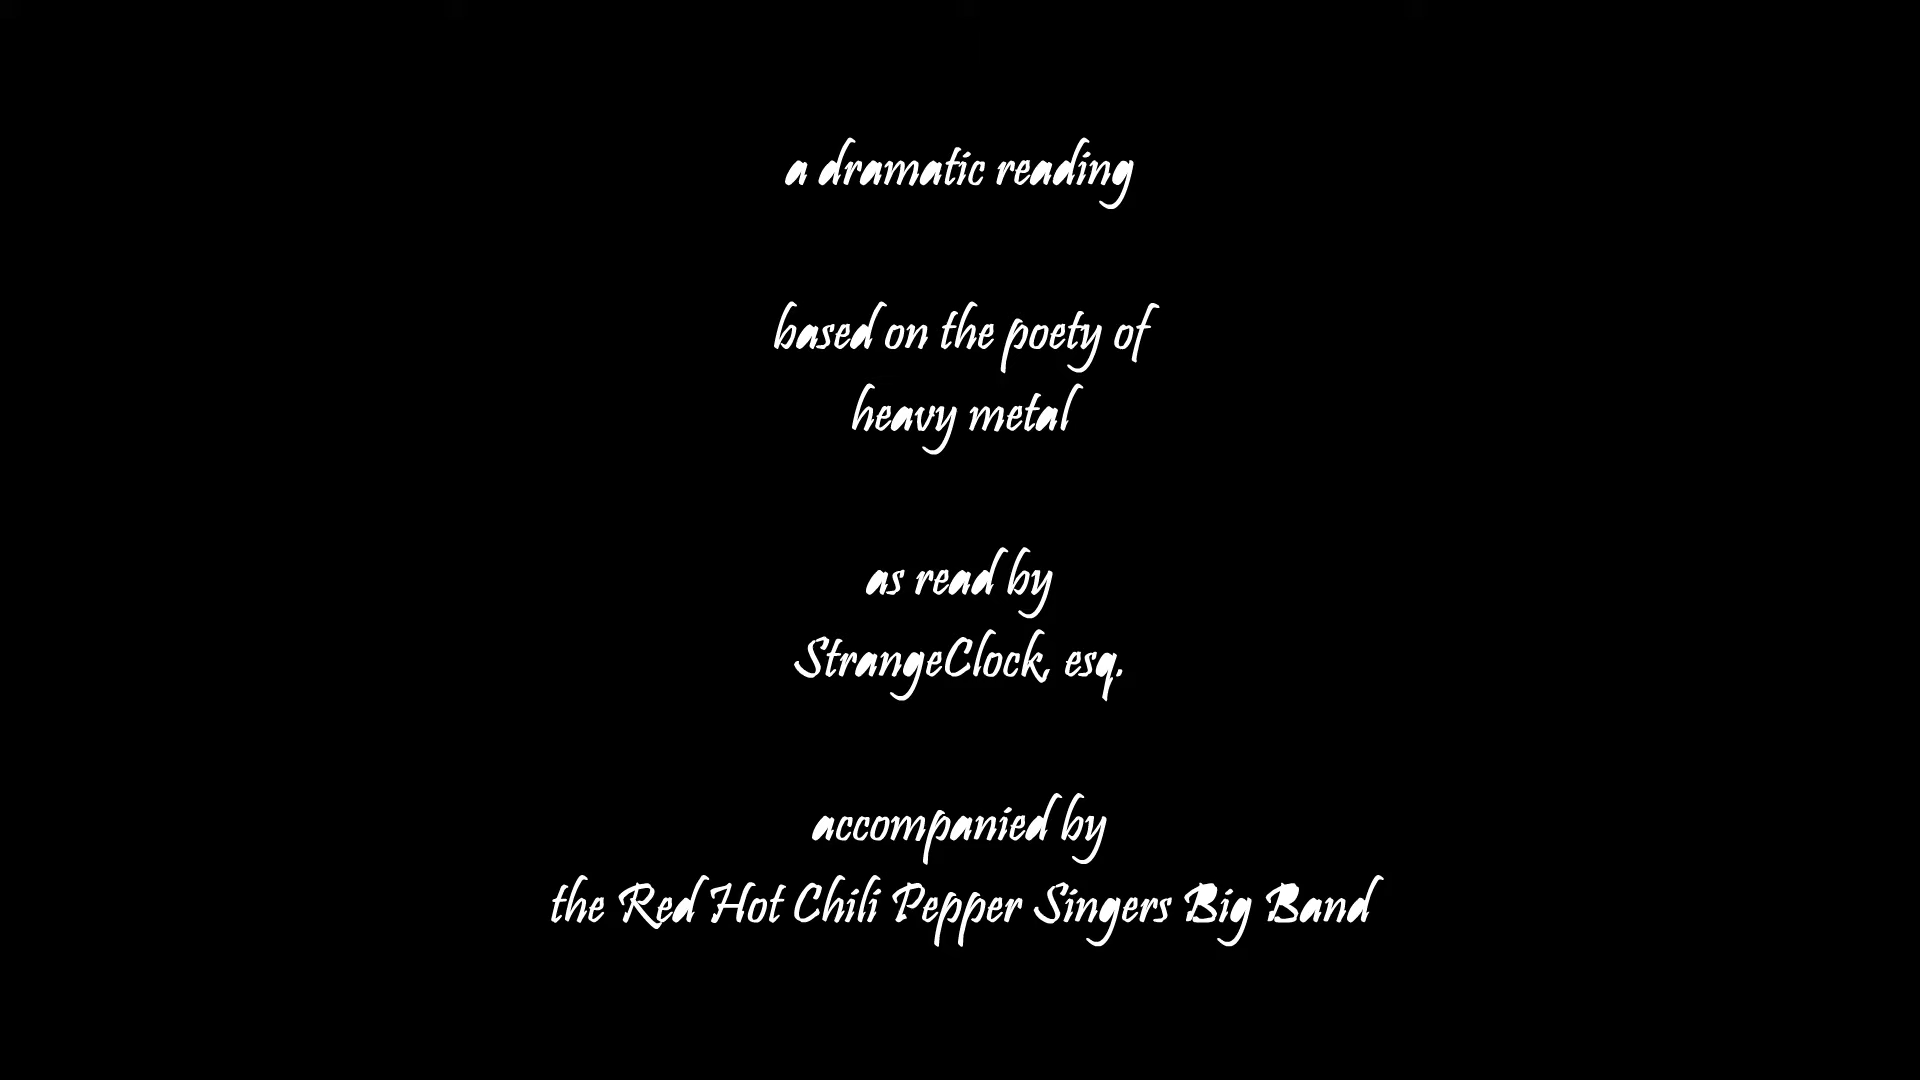 a dramatic reading
based on the poety of
heavy metal
as read by
StrangeClock, esq.
accompanied by
the Red Hot Chili Pepper Singers Big Band